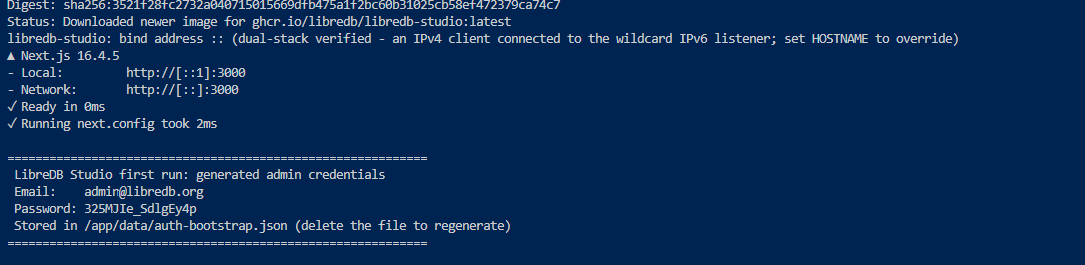 Digest: sha256:3521f28fc2732a040715015669dfb475a1f2bc60b31025cb58ef472379ca74c7
Status: Downloaded newer image for ghcr.io/libredb/libredb-studio:latest
libredb-studio: bind address :: (dual-stack verified - an IPv4 client connected to the wildcard IPv6 listener; set HOSTNAME to override)
▲ Next.js 16.4.5
- Local:         http://[::1]:3000
- Network:       http://[::]:3000
✓ Ready in 0ms
✓ Running next.config took 2ms
============================================================
LibreDB Studio first run: generated admin credentials
Email:    admin@libredb.org
Password: 325MJIe_SdlgEy4p
Stored in /app/data/auth-bootstrap.json (delete the file to regenerate)
============================================================